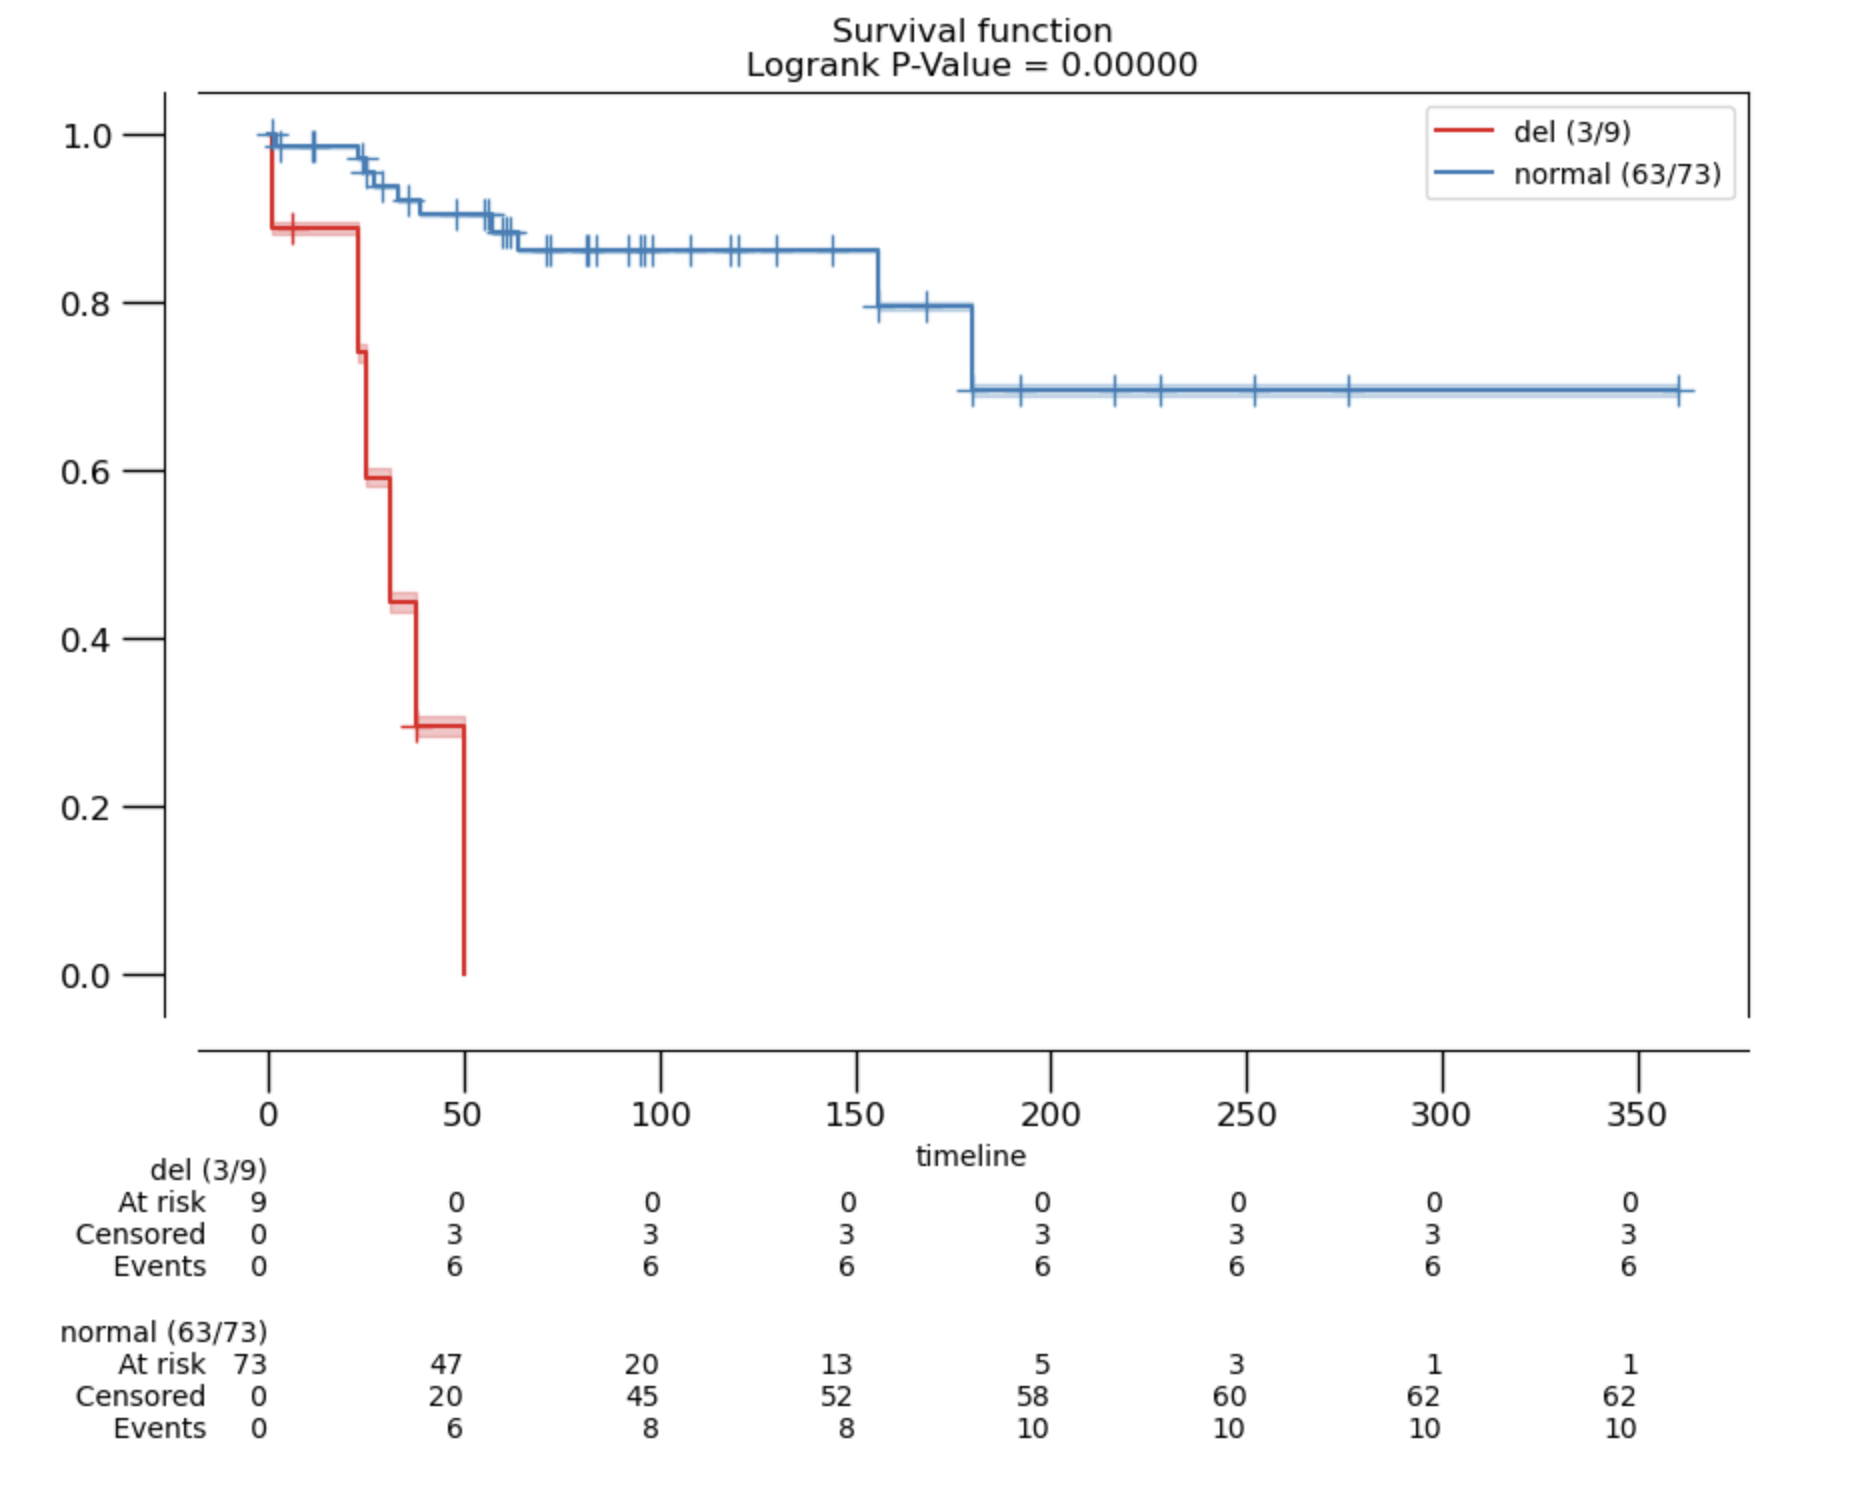 Survival function
Logrank P-Value = 0.00000
del (3/9)
normal (63/73)
1.0
0.8
0.6
0.4
0.2
0.0
0 50 100 150 200 250 300 350
timeline
del (3/9)
At risk 9 0 0 0 0 0 0 0
Censored 0 3 3 3 3 3 3 3
Events 0 6 6 6 6 6 6 6
normal (63/73)
At risk 73 47 20 13 5 3 1 1
Censored 0 20 45 52 58 60 62 62
Events 0 6 8 8 10 10 10 10